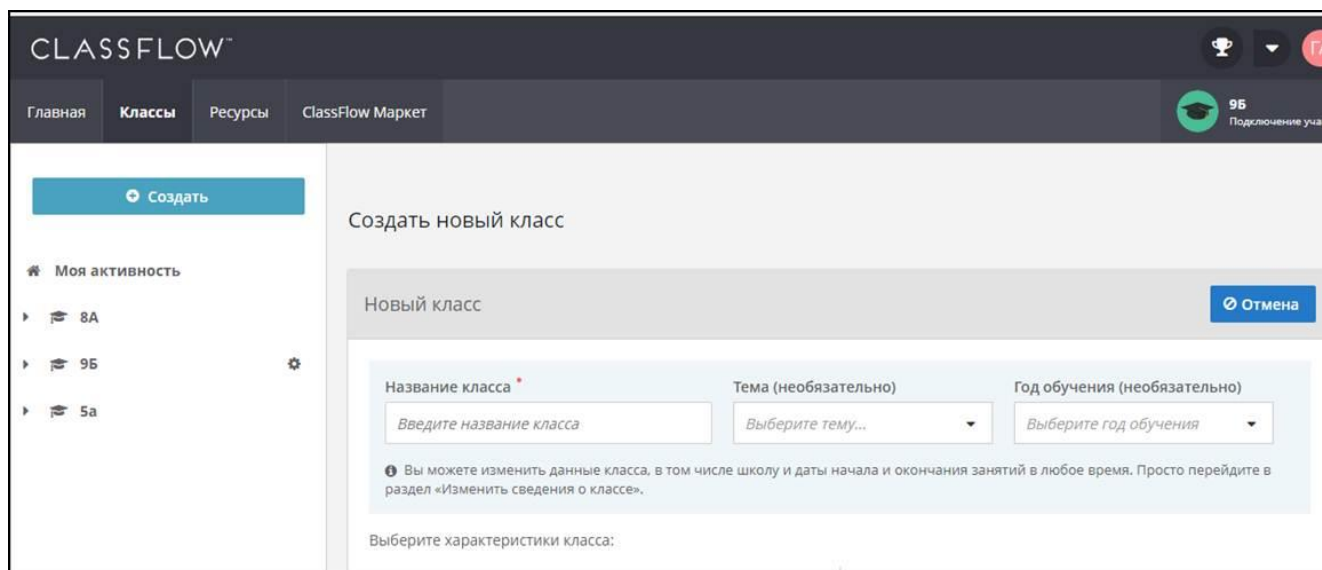 CLASSFLOW™
Главная Классы Ресурсы ClassFlow Маркет
9Б
Создать
Создать новый класс
Моя активность
8А
9Б
5а
Новый класс
Отмена
Название класса *
Введите название класса
Тема (необязательно)
Выберите тему...
Год обучения (необязательно)
Выберите год обучения
Вы можете изменить данные класса, в том числе школу и даты начала и окончания занятий в любое время. Просто перейдите в
раздел «Изменить сведения о классе».
Выберите характеристики класса:
Подключение